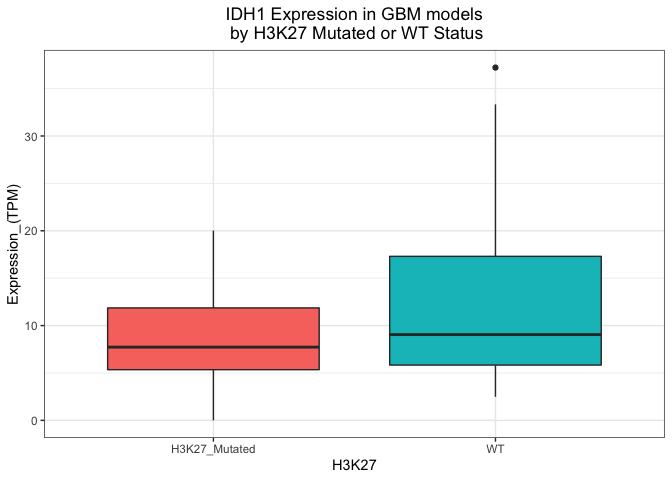 IDH1 Expression in GBM models
by H3K27 Mutated or WT Status
Expression_(TPM)
30
20
10
0
H3K27_Mutated
WT
H3K27